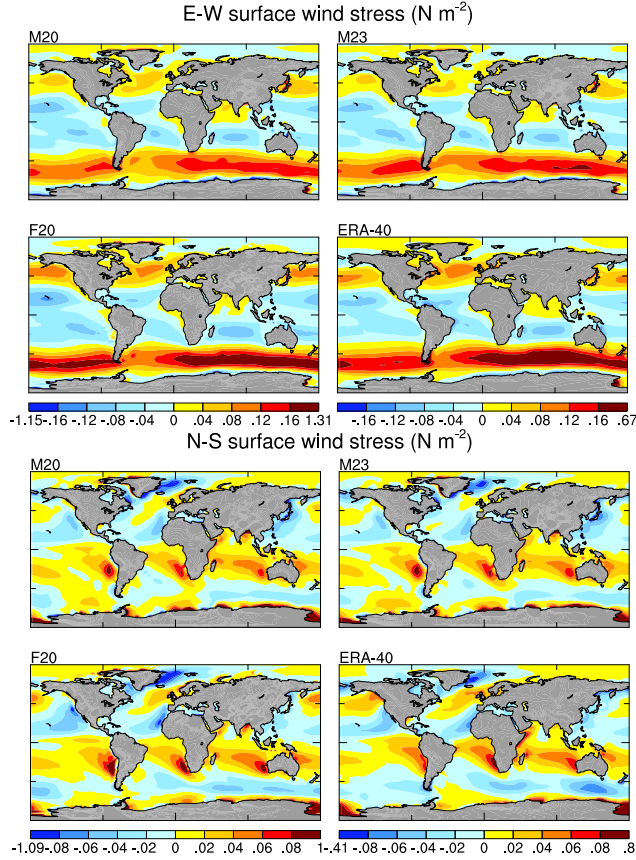 E-W surface wind stress (N m-2)
M20 M23
F20 ERA-40
-1.15-.16 -.12 -.08 -.04 0 .04 .08 .12 .16 1.31 -.16 -.12 -.08 -.04 0 .04 .08 .12 .16 .67
N-S surface wind stress (N m-2)
M20 M23
F20 ERA-40
-1.09-.08 -.06 -.04 -.02 0 .02 .04 .06 .08 1-.41-.08 -.06 -.04 -.02 0 .02 .04 .06 .08 .8